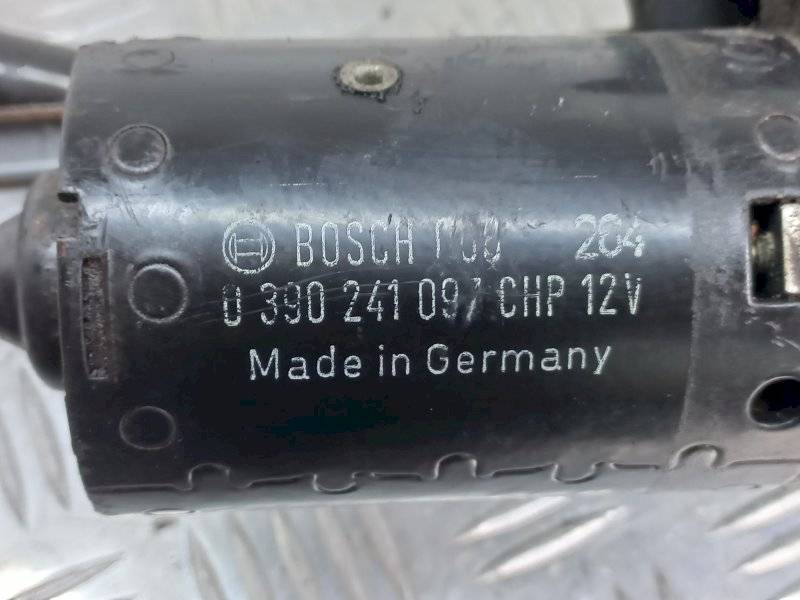 BOSCH 204
0 390 241 CHP 12V
Made in Germany